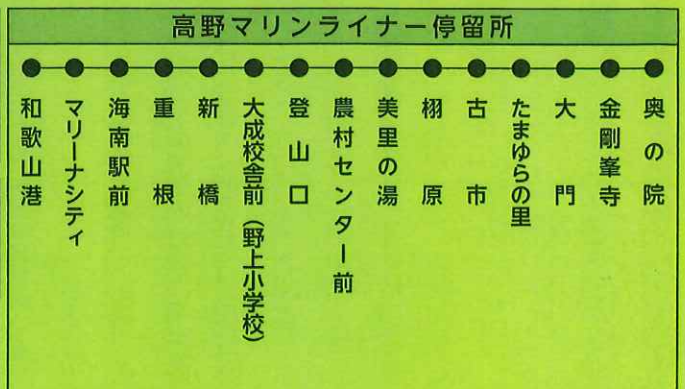 高野マリンライナー停留所
和歌山港
マリーナシティ
海南駅前
重根
新橋
大成校舎前（野上小学校）
登山口
農村センター前
美里の湯
栩原
古市
たまゆらの里
大門
金剛峯寺
奥の院